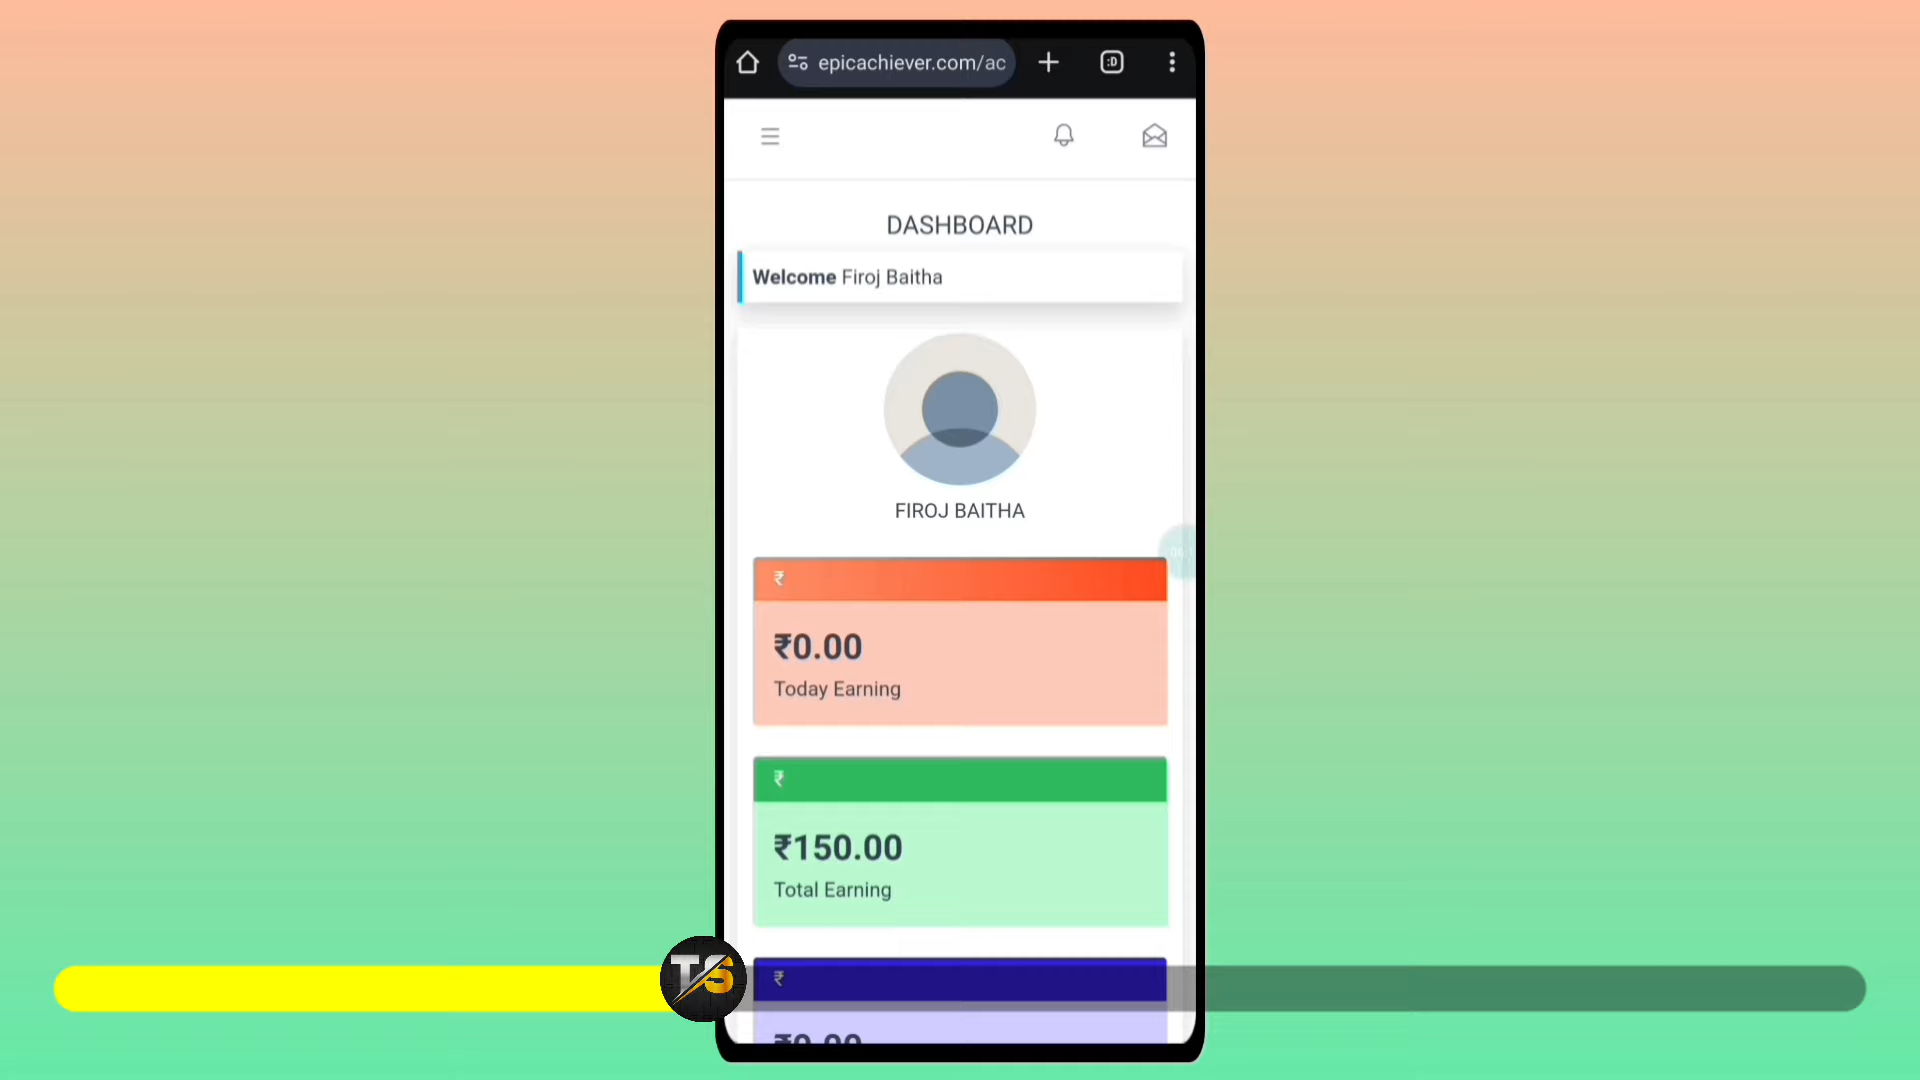 epicachiever.com/ac
:D
DASHBOARD
Welcome Firoj Baitha
FIROJ BAITHA
₹
₹0.00
Today Earning
₹
₹150.00
Total Earning
TS
₹
₹0.00